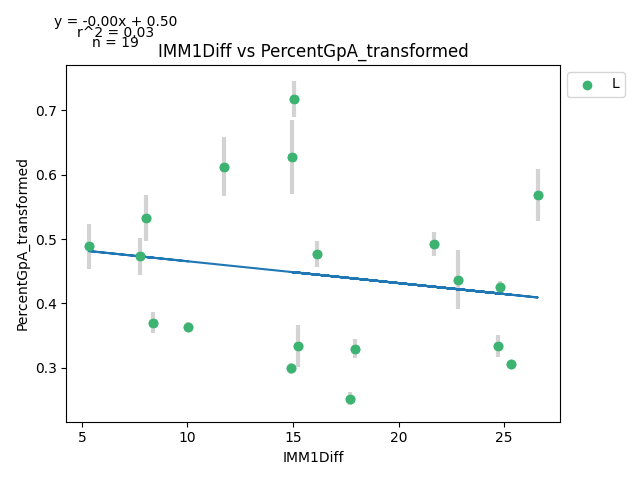 y = -0.00x + 0.50
r^2 = 0.03
n = 19
IMM1Diff vs PercentGpA_transformed
L
PercentGpA_transformed
0.7
0.6
0.5
0.4
0.3
5 10 15 20 25
IMM1Diff